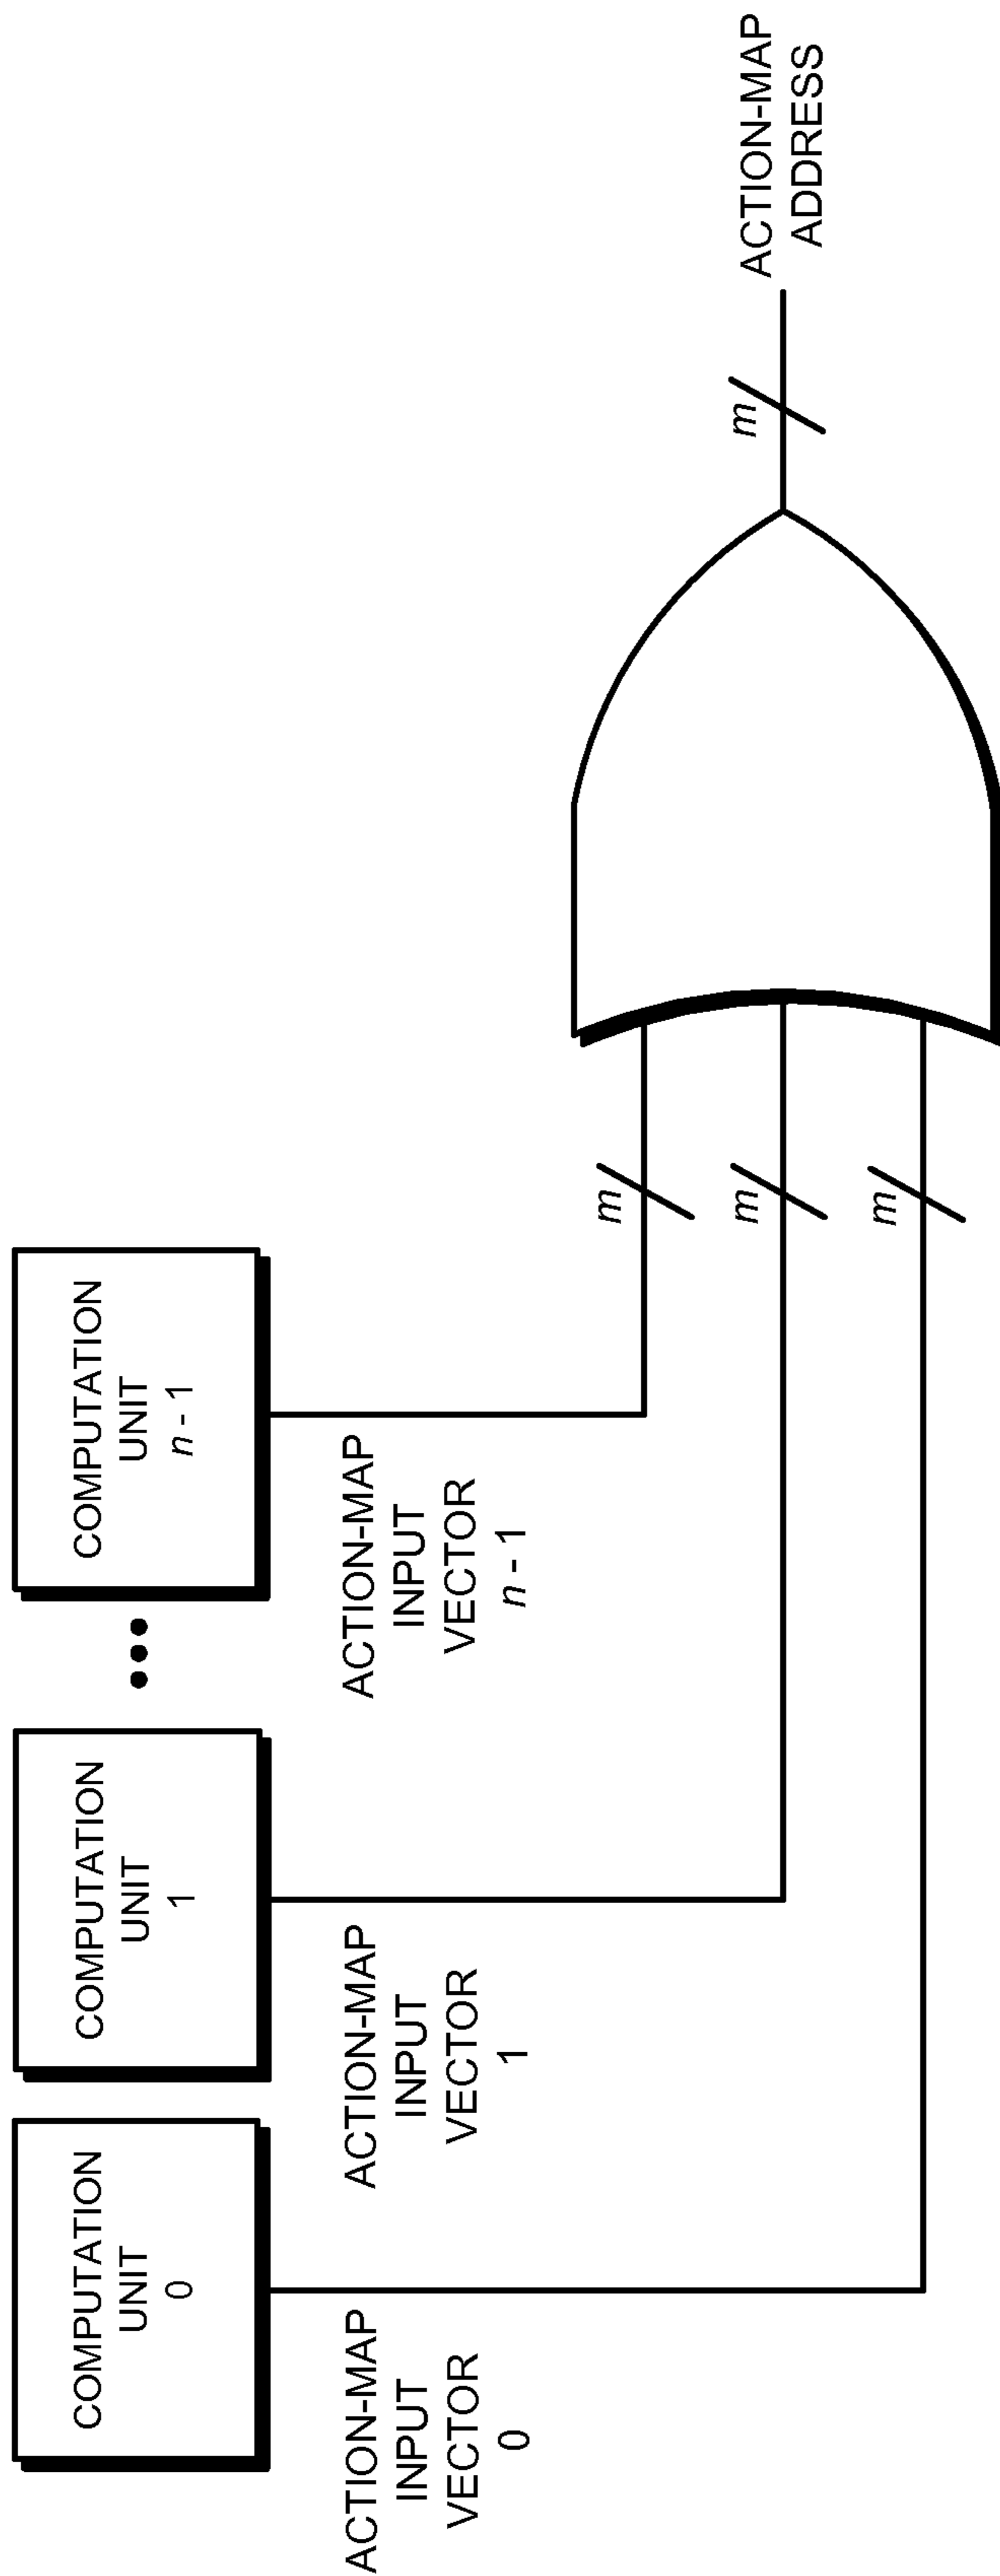 COMPUTATION
UNIT
0
COMPUTATION
UNIT
1
COMPUTATION
UNIT
n - 1
ACTION-MAP
INPUT
VECTOR
0
ACTION-MAP
INPUT
VECTOR
1
ACTION-MAP
INPUT
VECTOR
n - 1
m
m
m
m
ACTION-MAP
ADDRESS